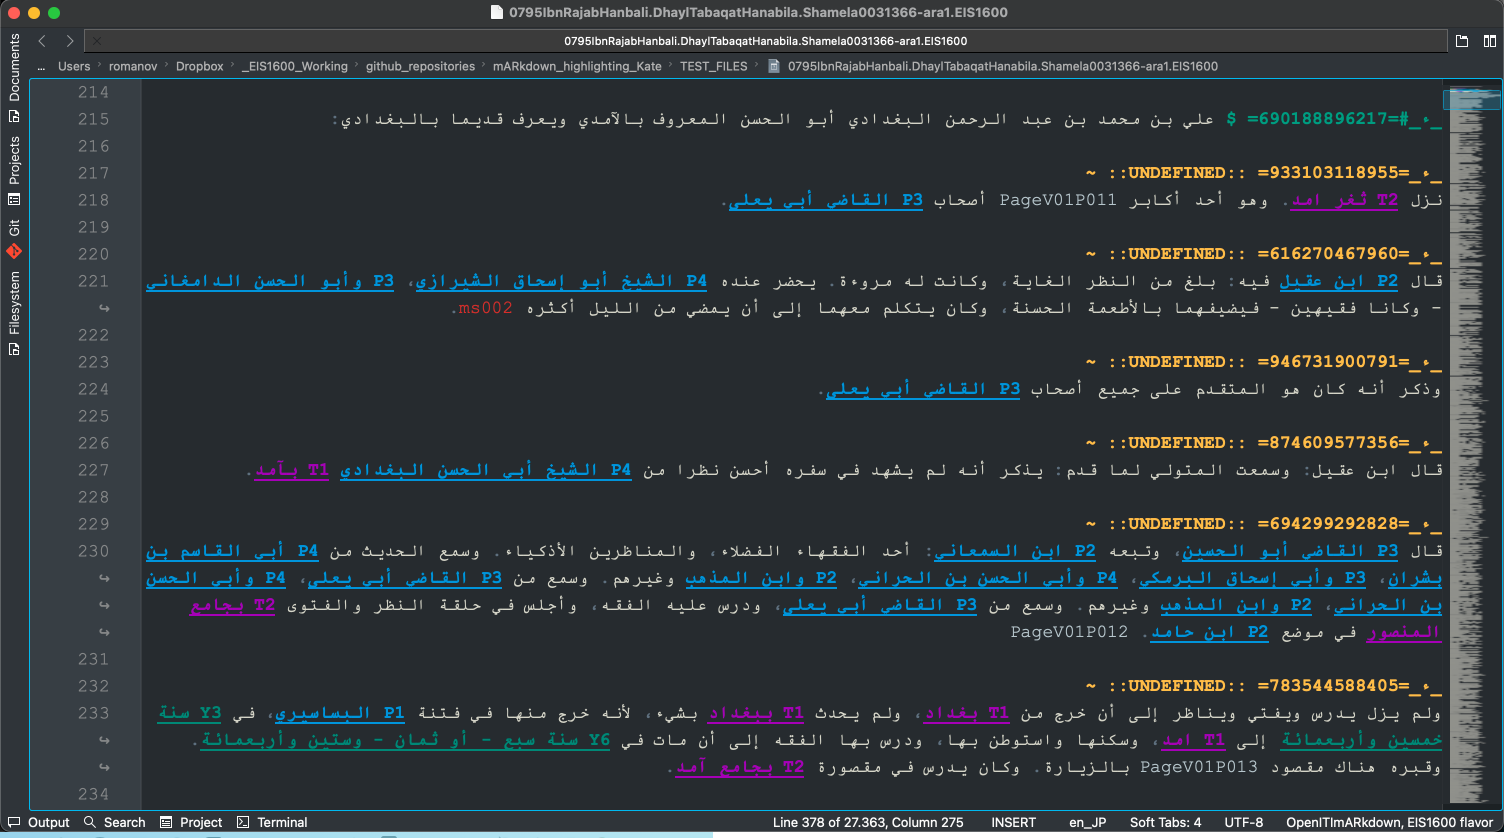 0795IbnRajabHanbali.DhaylTabaqatHanabila.Shamela0031366-ara1.EIS1600
0795IbnRajabHanbali.DhaylTabaqatHanabila.Shamela0031366-ara1.EIS1600
... Users › romanov › Dropbox › _EIS1600_Working › github_repositories › mARkdown_highlighting_Kate › TEST_FILES › 0795IbnRajabHanbali.DhaylTabaqatHanabila.Shamela0031366-ara1.EIS1600
Documents
Projects
Git
Filesystem
214
215 _ء_#=690188896217= $ علي بن محمد بن عبد الرحمن البغدادي أبو الحسن المعروف بالآمدي ويعرف قديما بالبغدادي:
216
217 _ء_=933103118955= ::UNDEFINED:: ~
218 نزل T2 ثغر امد. وهو أحد أكابر PageV01P011 أصحاب P3 القاضي أبي يعلى.
219
220 _ء_=616270467960= ::UNDEFINED:: ~
221 قال P2 ابن عقيل فيه: بلغ من النظر الغاية، وكانت له مروءة. يحضر عنده P4 الشيخ أبو إسحاق الشيرازي، P3 وأبو الحسن الدامغاني
- وكانا فقيهين - فيضيفهما بالأطعمة الحسنة، وكان يتكلم معهما إلى أن يمضي من الليل أكثره ms002.
222
223 _ء_=946731900791= ::UNDEFINED:: ~
224 وذكر أنه كان هو المتقدم على جميع أصحاب P3 القاضي أبي يعلى.
225
226 _ء_=874609577356= ::UNDEFINED:: ~
227 قال ابن عقيل: وسمعت المتولي لما قدم: يذكر أنه لم يشهد في سفره أحسن نظرا من P4 الشيخ أبي الحسن البغدادي T1 بآمد.
228
229 _ء_=694299292828= ::UNDEFINED:: ~
230 قال P3 القاضي أبو الحسين، وتبعه P2 ابن السمعاني: أحد الفقهاء الفضلاء، والمناظرين الأذكياء. وسمع الحديث من P4 أبي القاسم بن
بشران، P3 وأبي إسحاق البرمكي، P4 وأبي الحسن بن الحراني، P2 وابن المذهب وغيرهم. وسمع من P3 القاضي أبي يعلى، P4 وأبي الحسن
بن الحراني، P2 وابن المذهب وغيرهم. وسمع من P3 القاضي أبي يعلى، ودرس عليه الفقه، وأجلس في حلقة النظر والفتوى T2 بجامع
المنصور في موضع P2 ابن حامد. PageV01P012
231
232 _ء_=783544588405= ::UNDEFINED:: ~
233 ولم يزل يدرس ويفتي ويناظر إلى أن خرج من T1 بغداد، ولم يحدث T1 ببغداد بشيء، لأنه خرج منها في فتنة P1 البساسيري، في Y3 سنة
خمسين وأربعمائة إلى T1 امد، وسكنها واستوطن بها، ودرس بها الفقه إلى أن مات في Y6 سنة سبع - أو ثمان - وستين وأربعمائة.
وقبره هناك مقصود PageV01P013 بالزيارة. وكان يدرس في مقصورة T2 بجامع آمد.
234
Output Search Project Terminal Line 378 of 27.363, Column 275 INSERT en_JP Soft Tabs: 4 UTF-8 OpenITImARkdown, EIS1600 flavor